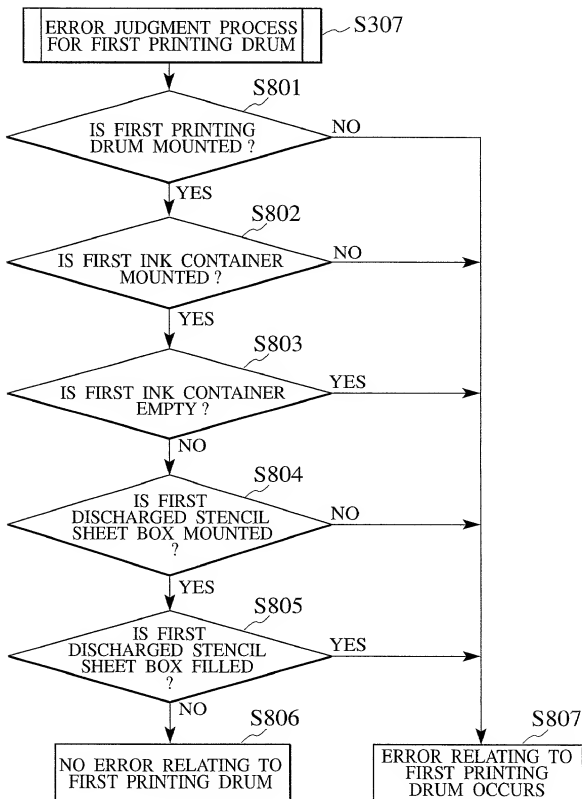 ERROR JUDGMENT PROCESS
FOR FIRST PRINTING DRUM
S307
S801
IS FIRST PRINTING
DRUM MOUNTED ?
NO
YES
S802
IS FIRST INK CONTAINER
MOUNTED ?
NO
YES
S803
IS FIRST INK CONTAINER
EMPTY ?
YES
NO
S804
IS FIRST
DISCHARGED STENCIL
SHEET BOX MOUNTED
?
NO
YES
S805
IS FIRST
DISCHARGED STENCIL
SHEET BOX FILLED
?
YES
NO
S806
NO ERROR RELATING TO
FIRST PRINTING DRUM
S807
ERROR RELATING TO
FIRST PRINTING
DRUM OCCURS